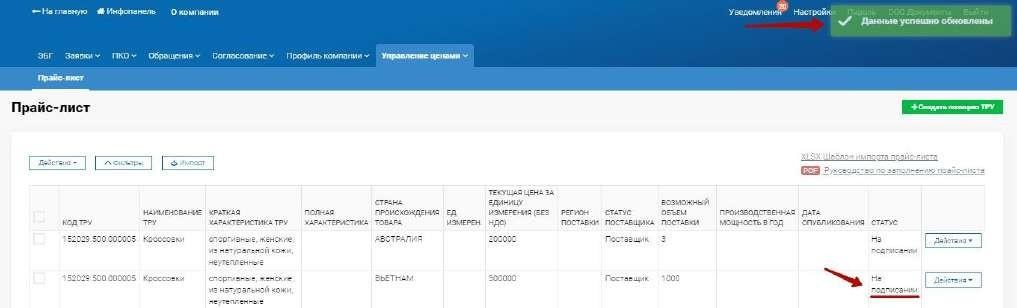 На главную Инфопанель О компании
Уведомления 20 Настройки Пароль Документы Выйти
Данные успешно обновлены
ЭБГ Заявки ПКО Обращения Согласование Профиль компании Управление ценами
Прайс-лист
Прайс-лист
+Создать позицию ТРУ
Действия Фильтры Импорт
XLSX Шаблон импорта прайс-листа
PDF Руководство по заполнению прайс-листа
КОД ТРУ
НАИМЕНОВАНИЕ
ТРУ
КРАТКАЯ
ХАРАКТЕРИСТИКА ТРУ
ПОЛНАЯ
ХАРАКТЕРИСТИКА
СТРАНА
ПРОИСХОЖДЕНИЯ
ТОВАРА
ЕД.
ИЗМЕРЕН.
ТЕКУЩАЯ ЦЕНА ЗА
ЕДИНИЦУ
ИЗМЕРЕНИЯ (БЕЗ
НДС)
РЕГИОН
ПОСТАВКИ
СТАТУС
ПОСТАВЩИКА
ВОЗМОЖНЫЙ
ОБЪЕМ
ПОСТАВКИ
ПРОИЗВОДСТВЕННАЯ
МОЩНОСТЬ В ГОД
ДАТА
ОПУБЛИКОВАНИЯ
СТАТУС
152029.500.000005 Кроссовки
спортивные, женские,
из натуральной кожи,
неутепленные
АВСТРАЛИЯ 200000 Поставщик 3
На
подписании
Действия
152029.500.000005 Кроссовки
спортивные, женские,
из натуральной кожи,
неутепленные
ВЬЕТНАМ 500000 Поставщик 1000
На
подписании
Действия